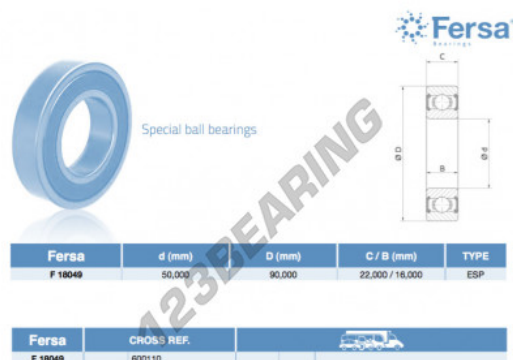 Fersa
Bearings
C
Special ball bearings
Ø D
Ø d
B
123BEARING
Fersa d (mm) D (mm) C / B (mm) TYPE
F 18049 50,000 90,000 22,000 / 16,000 ESP
Fersa CROSS REF.
F 18049 600110